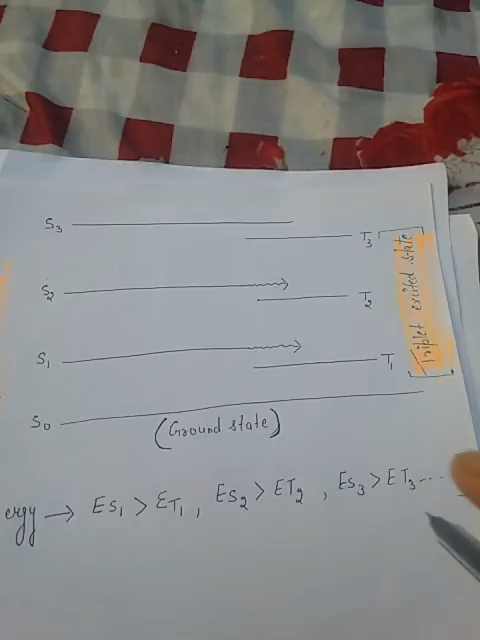 S₃
T₃
S₂
T₂
S₁
T₁
Triplet excited state
S₀
(Ground state)
ergy → ES₁ > ET₁, ES₂ > ET₂, ES₃ > ET₃---